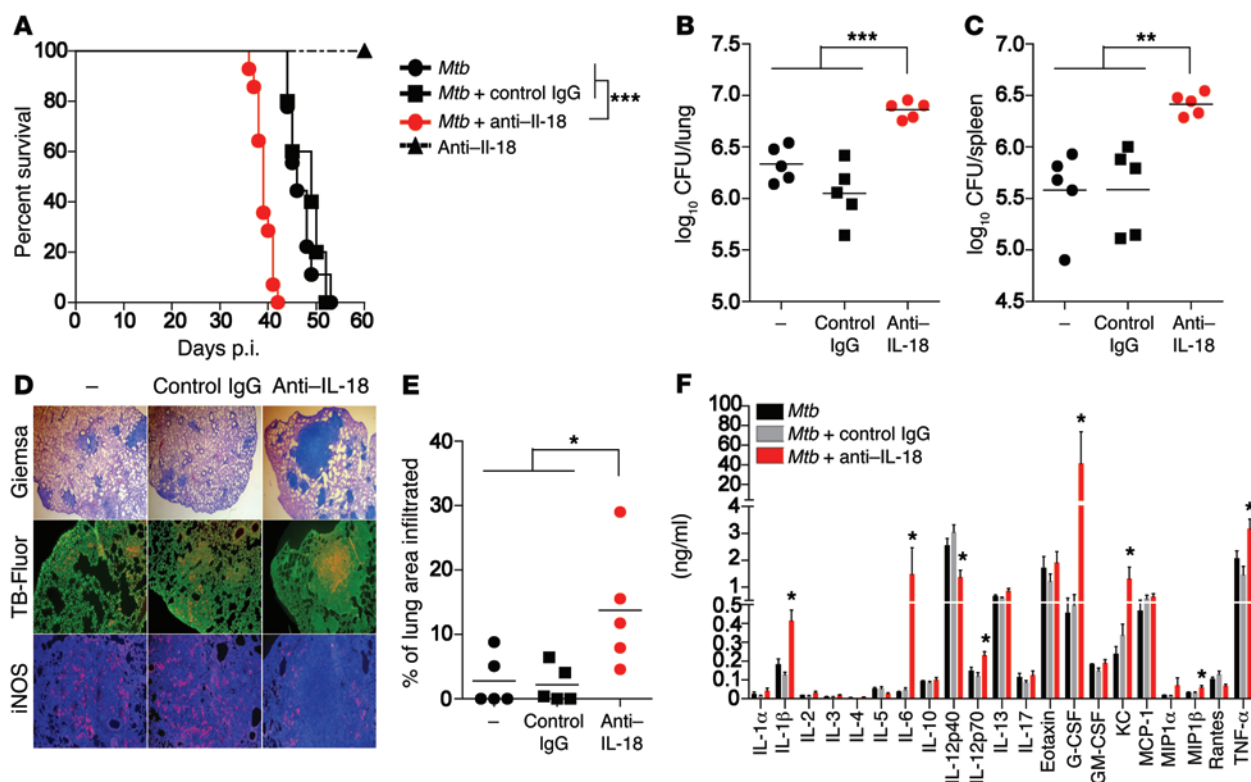 A
100
80
60
40
20
0
Percent survival
0 10 20 30 40 50 60
Days p.i.
Mtb
Mtb + control IgG
Mtb + anti-Il-18
Anti-Il-18
***
B
7.5
7.0
6.5
6.0
5.5
5.0
log10 CFU/lung
***
– Control IgG Anti–IL-18
C
7.0
6.5
6.0
5.5
5.0
4.5
log10 CFU/spleen
**
– Control IgG Anti–IL-18
D
– Control IgG Anti–IL-18
Giemsa
TB-Fluor
iNOS
E
40
30
20
10
0
% of lung area infiltrated
*
– Control IgG Anti–IL-18
F
Mtb
Mtb + control IgG
Mtb + anti-IL-18
100
80
60
40
20
4
3
2
1
0.5
0.4
0.3
0.2
0.1
0
(ng/ml)
* * * * * * * *
IL-1α
IL-1β
IL-2
IL-3
IL-4
IL-5
IL-6
IL-10
IL-12p40
IL-12p70
IL-13
IL-17
Eotaxin
G-CSF
GM-CSF
KC
MCP-1
MIP1α
MIP1β
Rantes
TNF-α